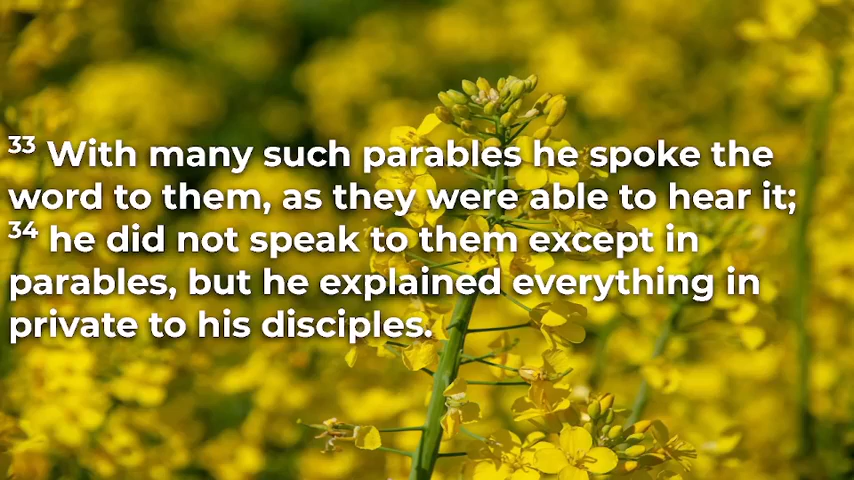 33 With many such parables he spoke the
word to them, as they were able to hear it;
34 he did not speak to them except in
parables, but he explained everything in
private to his disciples.